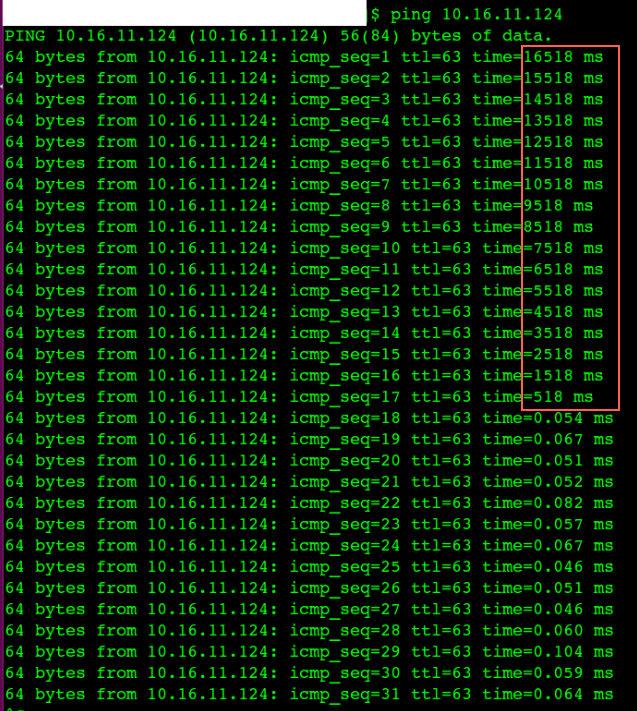 $ ping 10.16.11.124
PING 10.16.11.124 (10.16.11.124) 56(84) bytes of data.
64 bytes from 10.16.11.124: icmp_seq=1 ttl=63 time=16518 ms
64 bytes from 10.16.11.124: icmp_seq=2 ttl=63 time=15518 ms
64 bytes from 10.16.11.124: icmp_seq=3 ttl=63 time=14518 ms
64 bytes from 10.16.11.124: icmp_seq=4 ttl=63 time=13518 ms
64 bytes from 10.16.11.124: icmp_seq=5 ttl=63 time=12518 ms
64 bytes from 10.16.11.124: icmp_seq=6 ttl=63 time=11518 ms
64 bytes from 10.16.11.124: icmp_seq=7 ttl=63 time=10518 ms
64 bytes from 10.16.11.124: icmp_seq=8 ttl=63 time=9518 ms
64 bytes from 10.16.11.124: icmp_seq=9 ttl=63 time=8518 ms
64 bytes from 10.16.11.124: icmp_seq=10 ttl=63 time=7518 ms
64 bytes from 10.16.11.124: icmp_seq=11 ttl=63 time=6518 ms
64 bytes from 10.16.11.124: icmp_seq=12 ttl=63 time=5518 ms
64 bytes from 10.16.11.124: icmp_seq=13 ttl=63 time=4518 ms
64 bytes from 10.16.11.124: icmp_seq=14 ttl=63 time=3518 ms
64 bytes from 10.16.11.124: icmp_seq=15 ttl=63 time=2518 ms
64 bytes from 10.16.11.124: icmp_seq=16 ttl=63 time=1518 ms
64 bytes from 10.16.11.124: icmp_seq=17 ttl=63 time=518 ms
64 bytes from 10.16.11.124: icmp_seq=18 ttl=63 time=0.054 ms
64 bytes from 10.16.11.124: icmp_seq=19 ttl=63 time=0.067 ms
64 bytes from 10.16.11.124: icmp_seq=20 ttl=63 time=0.051 ms
64 bytes from 10.16.11.124: icmp_seq=21 ttl=63 time=0.052 ms
64 bytes from 10.16.11.124: icmp_seq=22 ttl=63 time=0.082 ms
64 bytes from 10.16.11.124: icmp_seq=23 ttl=63 time=0.057 ms
64 bytes from 10.16.11.124: icmp_seq=24 ttl=63 time=0.067 ms
64 bytes from 10.16.11.124: icmp_seq=25 ttl=63 time=0.046 ms
64 bytes from 10.16.11.124: icmp_seq=26 ttl=63 time=0.051 ms
64 bytes from 10.16.11.124: icmp_seq=27 ttl=63 time=0.046 ms
64 bytes from 10.16.11.124: icmp_seq=28 ttl=63 time=0.060 ms
64 bytes from 10.16.11.124: icmp_seq=29 ttl=63 time=0.104 ms
64 bytes from 10.16.11.124: icmp_seq=30 ttl=63 time=0.059 ms
64 bytes from 10.16.11.124: icmp_seq=31 ttl=63 time=0.064 ms